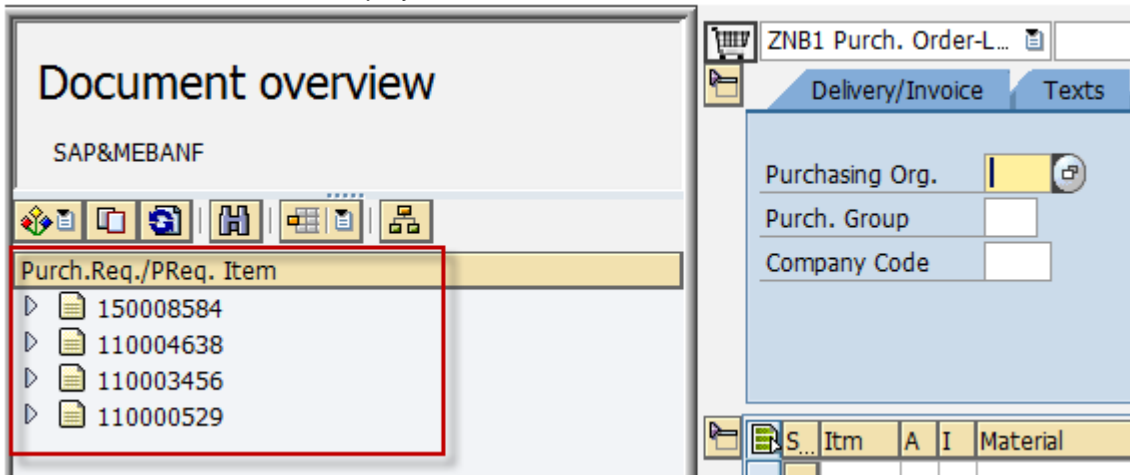 Document overview
SAP&MEBANF
Purch.Req./PReq. Item
150008584
110004638
110003456
110000529
ZNB1 Purch. Order-L...
Delivery/Invoice Texts
Purchasing Org.
Purch. Group
Company Code
S... Itm A I Material